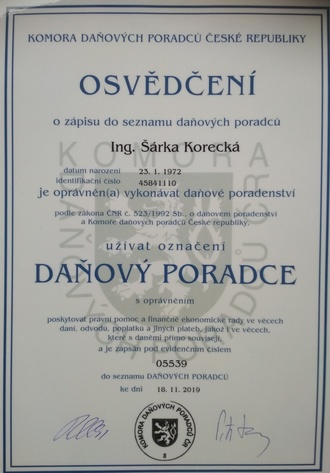 KOMORA DAŇOVÝCH PORADCŮ ČESKÉ REPUBLIKY
OSVĚDČENÍ
o zápisu do seznamu daňových poradců
Ing. Šárka Korecká
datum narození 23. 1. 1972
identifikační číslo 45841110
je oprávněn(a) vykonávat daňové poradenství
podle zákona ČNR č. 523/1992 Sb., o daňovém poradenství
a Komoře daňových poradců České republiky,
užívat označení
DAŇOVÝ PORADCE
s oprávněním
poskytovat právní pomoc a finančně ekonomické rady ve věcech
daní, odvodů, poplatků a jiných plateb, jakož i ve věcech,
které s daněmi přímo souvisejí,
a je zapsán pod evidenčním číslem
05539
do seznamu DAŇOVÝCH PORADCŮ
ke dni 18. 11. 2019
KOMORA DAŇOVÝCH PORADCŮ ČR
8